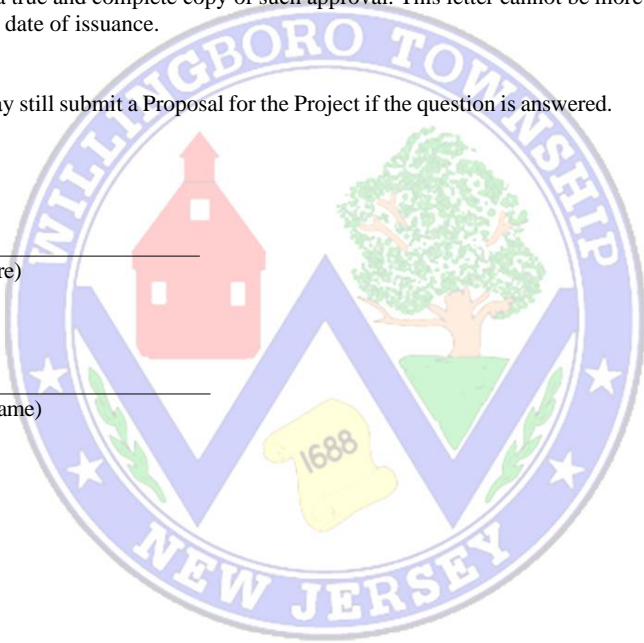 true and complete copy of such approval. This letter cannot be more
date of issuance.
y still submit a Proposal for the Project if the question is answered.
re)
ame)
WILLINGBORO TOWNSHIP
1688
NEW JERSEY